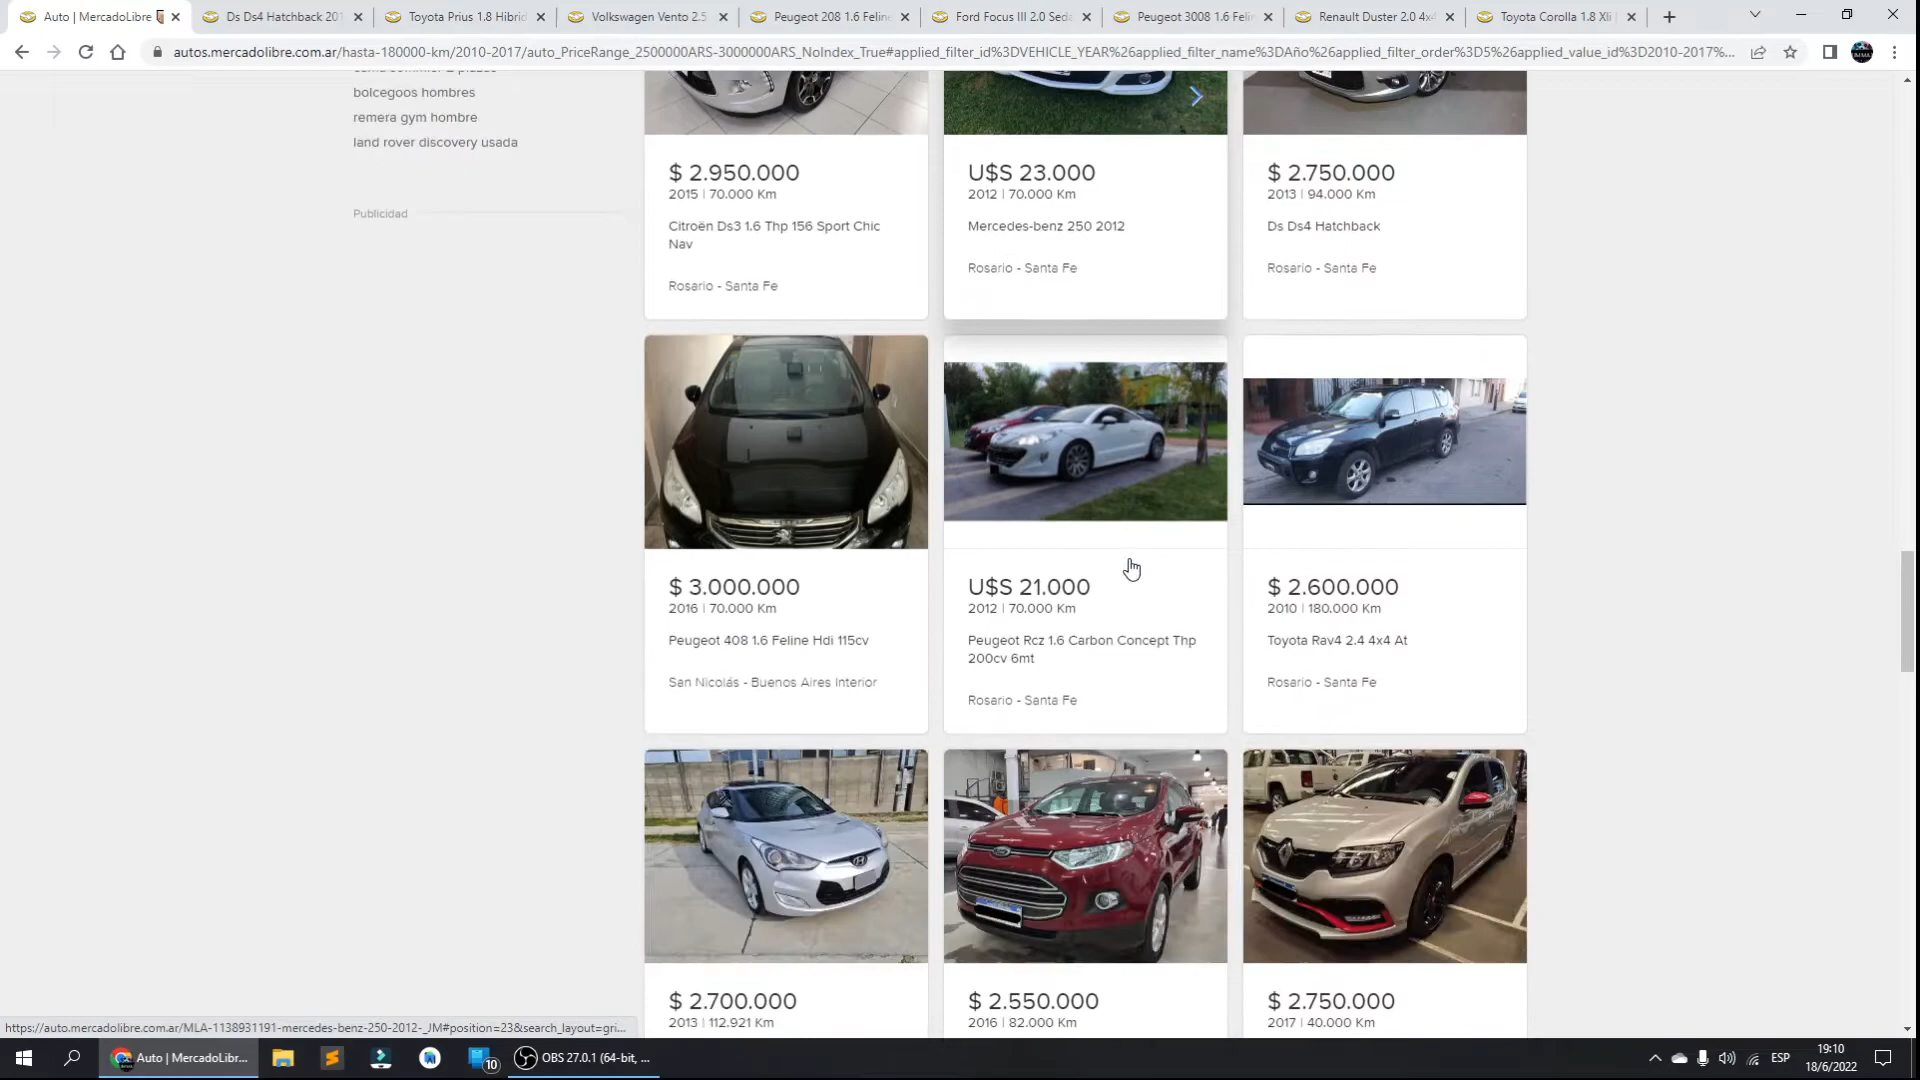 Auto | MercadoLibre
Ds Ds4 Hatchback 201
Toyota Prius 1.8 Hibrid
Volkswagen Vento 2.5
Peugeot 208 1.6 Feline
Ford Focus III 2.0 Seda
Peugeot 3008 1.6 Felin
Renault Duster 2.0 4x4
Toyota Corolla 1.8 Xli
autos.mercadolibre.com.ar/hasta-180000-km/2010-2017/auto_PriceRange_2500000ARS-3000000ARS_NoIndex_True#applied_filter_id%3DVEHICLE_YEAR%26applied_filter_name%3DAño%26applied_filter_order%3D5%26applied_value_id%3D2010-2017%...
bolcegoos hombres
remera gym hombre
land rover discovery usada
Publicidad
$ 2.950.000
2015 | 70.000 Km
Citroën Ds3 1.6 Thp 156 Sport Chic
Nav
Rosario - Santa Fe
U$S 23.000
2012 | 70.000 Km
Mercedes-benz 250 2012
Rosario - Santa Fe
$ 2.750.000
2013 | 94.000 Km
Ds Ds4 Hatchback
Rosario - Santa Fe
$ 3.000.000
2016 | 70.000 Km
Peugeot 408 1.6 Feline Hdi 115cv
San Nicolás - Buenos Aires Interior
U$S 21.000
2012 | 70.000 Km
Peugeot Rcz 1.6 Carbon Concept Thp
200cv 6mt
Rosario - Santa Fe
$ 2.600.000
2010 | 180.000 Km
Toyota Rav4 2.4 4x4 At
Rosario - Santa Fe
$ 2.700.000
2013 | 112.921 Km
$ 2.550.000
2016 | 82.000 Km
$ 2.750.000
2017 | 40.000 Km
https://auto.mercadolibre.com.ar/MLA-1138931191-mercedes-benz-250-2012-_JM#position=23&search_layout=gri...
Auto | MercadoLibr...
10
OBS 27.0.1 (64-bit, ...
ESP
19:10
18/6/2022